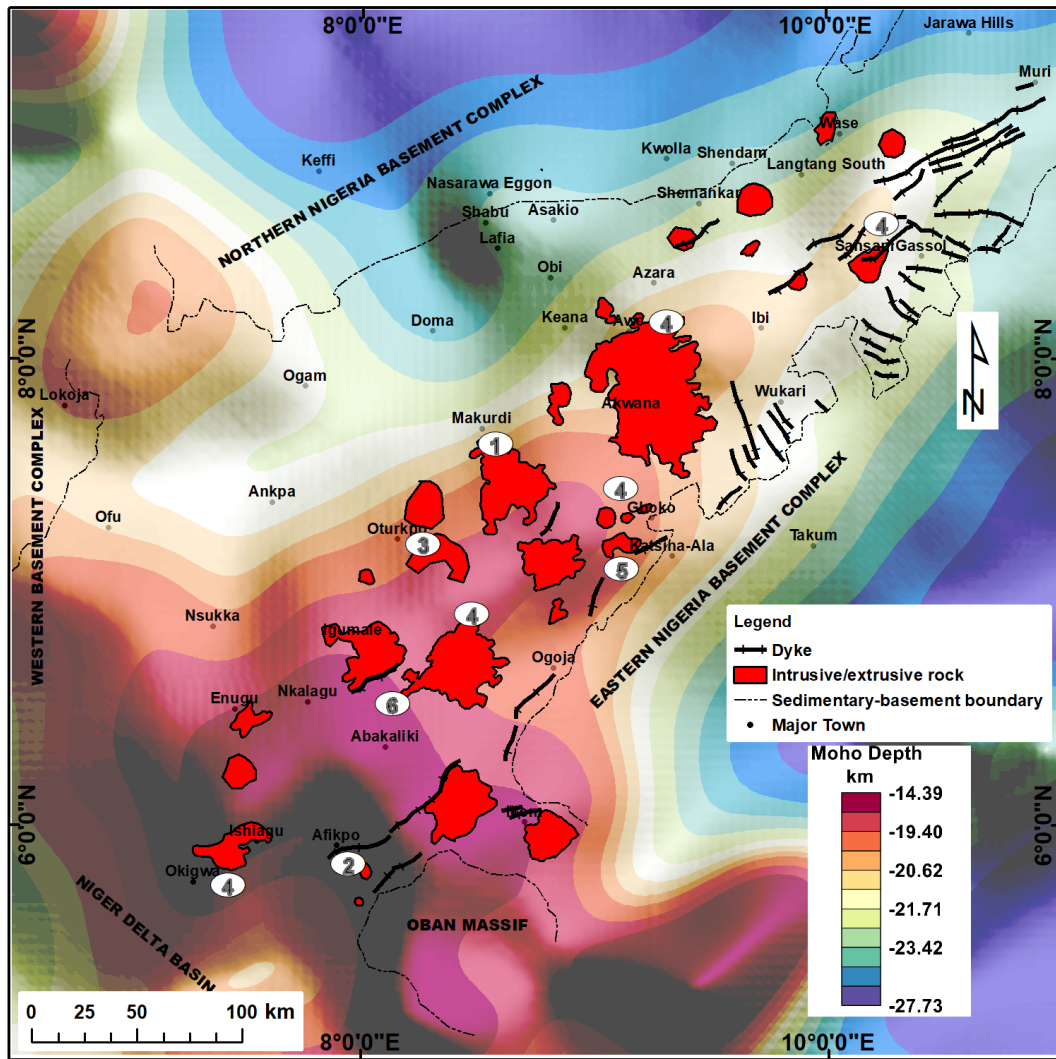 8°0'0"E
10°0'0"E
Jarawa Hills
Muri
NORTHERN NIGERIA BASEMENT COMPLEX
Wase
Keffi
Kwolla
Shendam
Langtang South
Nasarawa Eggon
Shemankar
Shabu
Asakio
4
Lafia
Sansani
Gassol
Obi
Azara
Doma
Keana
Awe
4
Ibi
8°0'0"N
8°0'0"N
Ogam
Lokoja
Akwana
Wukari
Makurdi
1
WESTERN BASEMENT COMPLEX
Ankpa
4
Gboko
Ofu
Oturkpo
3
Katsina-Ala
Takum
5
EASTERN NIGERIA BASEMENT COMPLEX
Nsukka
4
Igumale
Ogoja
Enugu
Nkalagu
6
Abakaliki
Legend
Dyke
Intrusive/extrusive rock
Sedimentary-basement boundary
Major Town
Moho Depth
km
-14.39
-19.40
-20.62
-21.71
-23.42
-27.73
6°0'0"N
6°0'0"N
Ishiagu
Afikpo
2
Okigwa
4
NIGER DELTA BASIN
OBAN MASSIF
0 25 50 100 km
N
8°0'0"E
10°0'0"E